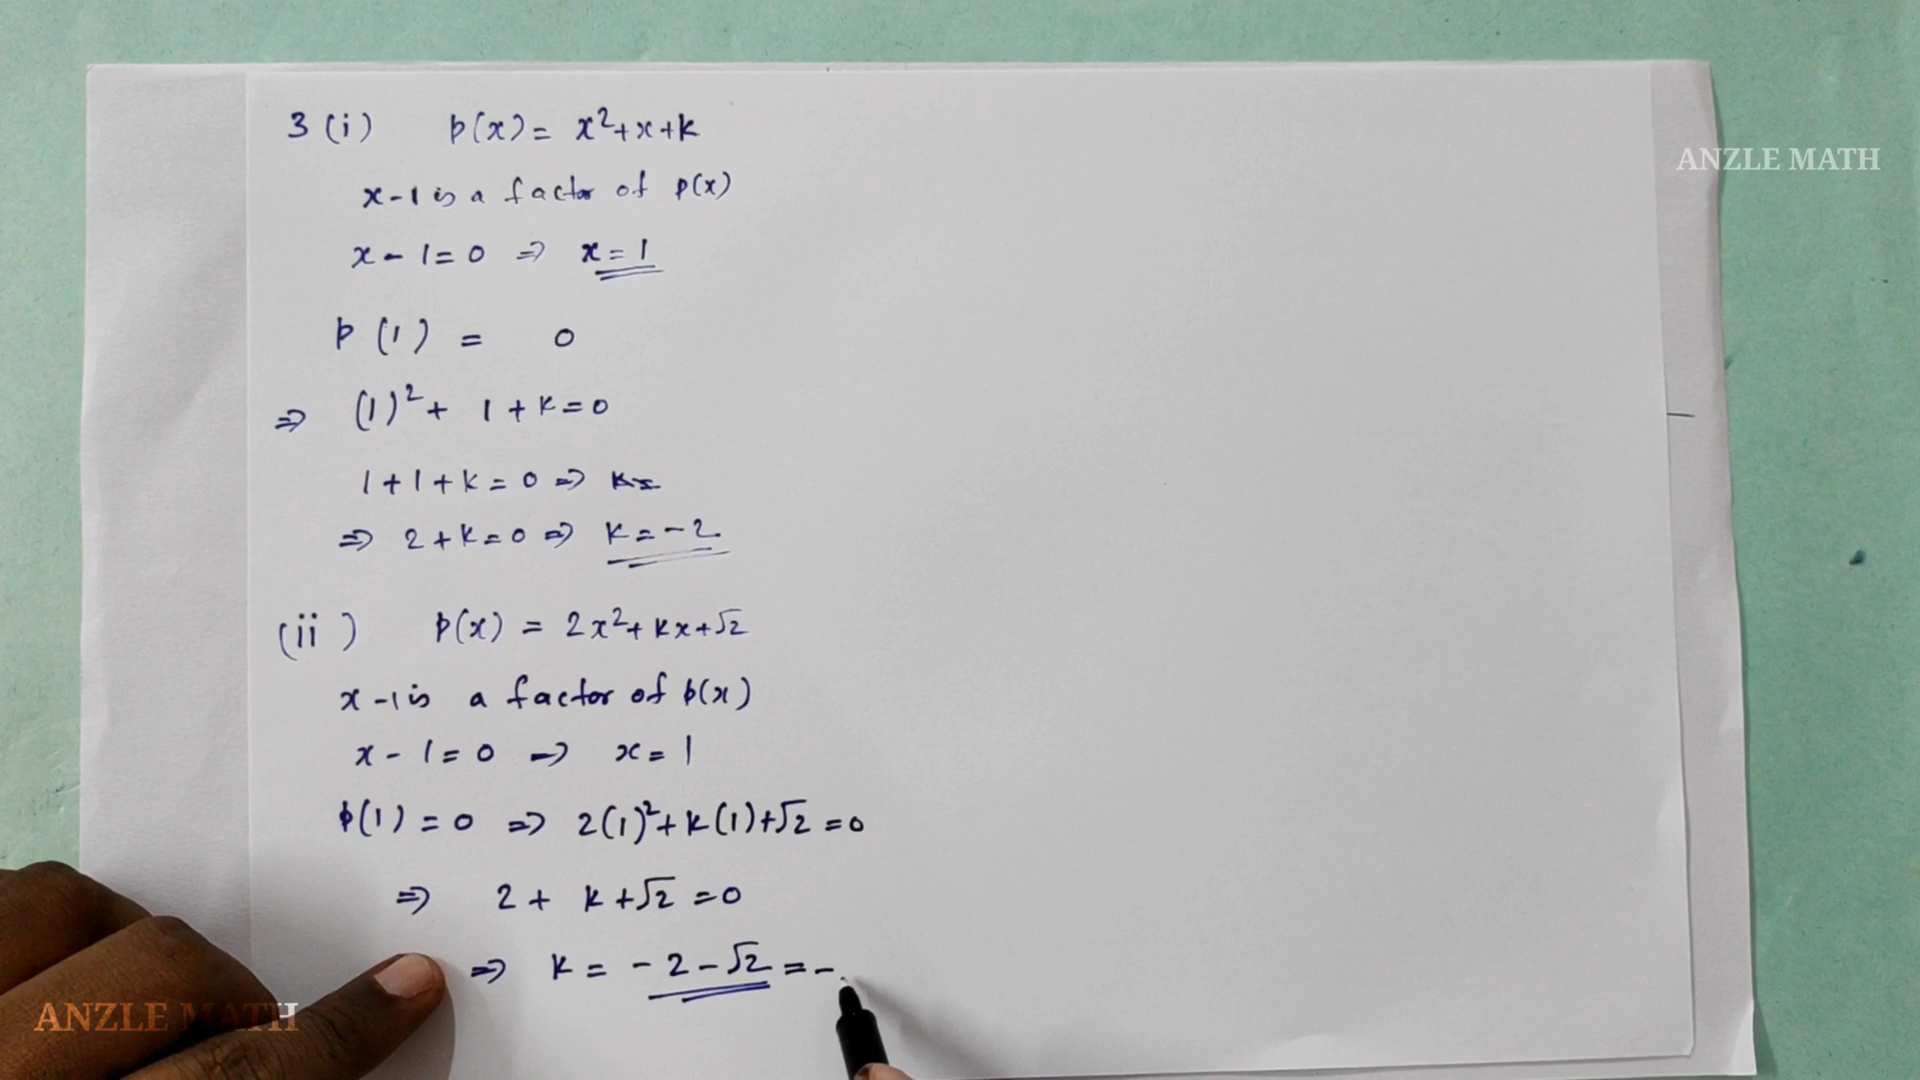 3 (i) p(x) = x²+x+k
ANZLE MATH
x-1 is a factor of p(x)
x - 1 = 0 ⇒ x = 1
p (1) = 0
⇒ (1)² + 1 + k = 0
1 + 1 + k = 0 ⇒ k=
⇒ 2 + k = 0 ⇒ k = -2
(ii) p(x) = 2x² + kx + √2
x -1 is a factor of p(x)
x - 1 = 0 → x = 1
p(1) = 0 ⇒ 2(1)² + k(1) + √2 = 0
⇒ 2 + k + √2 = 0
⇒ k = - 2 - √2 = -
ANZLE MATH